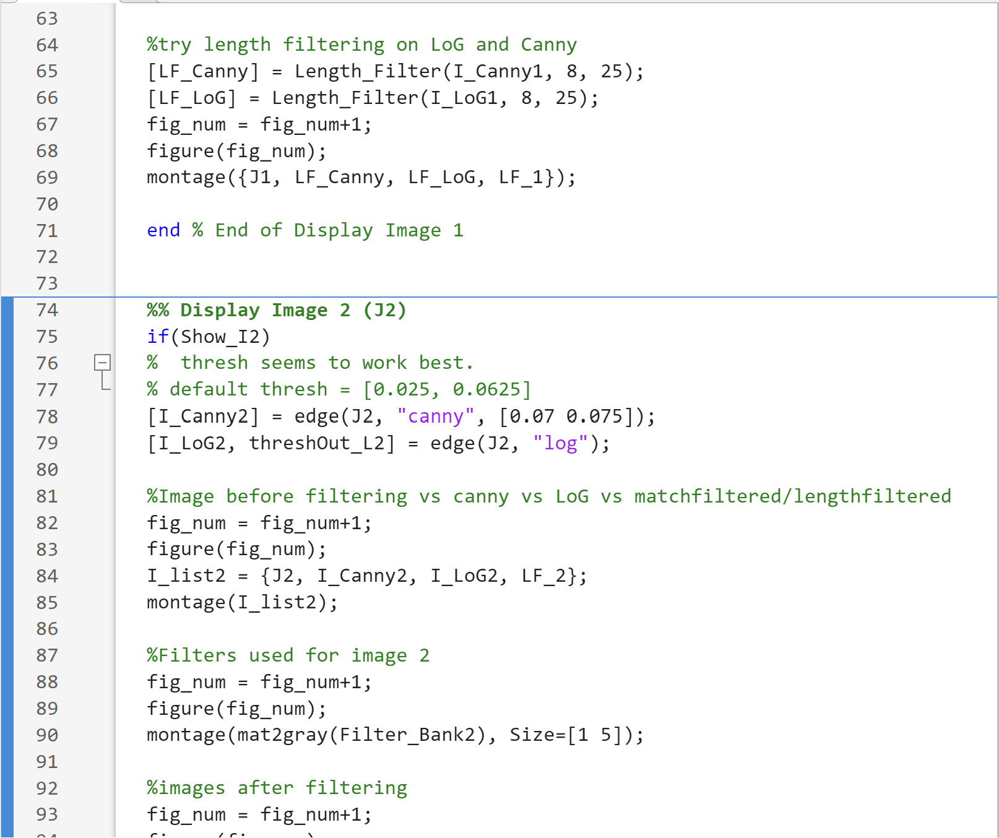 63
64 %try length filtering on LoG and Canny
65 [LF_Canny] = Length_Filter(I_Canny1, 8, 25);
66 [LF_LoG] = Length_Filter(I_LoG1, 8, 25);
67 fig_num = fig_num+1;
68 figure(fig_num);
69 montage({J1, LF_Canny, LF_LoG, LF_1});
70
71 end % End of Display Image 1
72
73
74 %% Display Image 2 (J2)
75 if(Show_I2)
76 %  thresh seems to work best.
77 % default thresh = [0.025, 0.0625]
78 [I_Canny2] = edge(J2, "canny", [0.07 0.075]);
79 [I_LoG2, threshOut_L2] = edge(J2, "log");
80
81 %Image before filtering vs canny vs LoG vs matchfiltered/lengthfiltered
82 fig_num = fig_num+1;
83 figure(fig_num);
84 I_list2 = {J2, I_Canny2, I_LoG2, LF_2};
85 montage(I_list2);
86
87 %Filters used for image 2
88 fig_num = fig_num+1;
89 figure(fig_num);
90 montage(mat2gray(Filter_Bank2), Size=[1 5]);
91
92 %images after filtering
93 fig_num = fig_num+1;